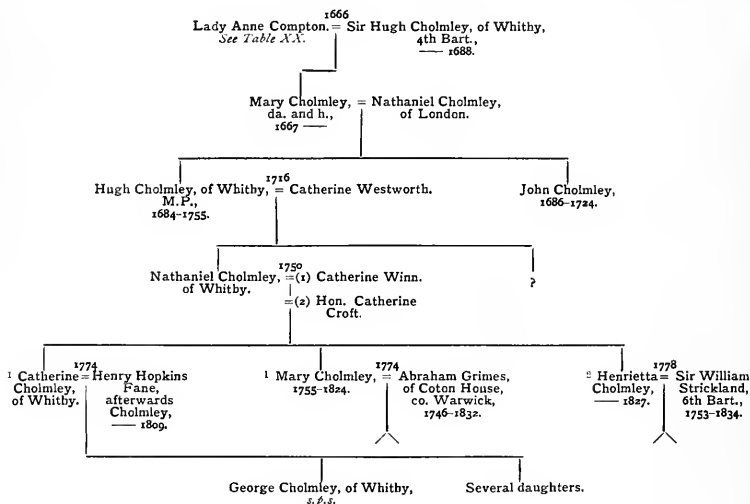 1666
Lady Anne Compton. = Sir Hugh Cholmley, of Whitby,
See Table XX.
4th Bart.,
— 1688.
Mary Cholmley, = Nathaniel Cholmley,
da. and h.,
of London.
1667 —
1716
Hugh Cholmley, of Whitby, = Catherine Westworth.
M.P.,
1684-1755.
John Cholmley,
1686-1724.
1750
Nathaniel Cholmley, =(1) Catherine Winn.
of Whitby.
=(2) Hon. Catherine
Croft.
?
1774
1 Catherine = Henry Hopkins
Cholmley, Fane,
of Whitby. afterwards
Cholmley,
— 1809.
1774
1 Mary Cholmley, = Abraham Grimes,
1755-1824. of Coton House,
co. Warwick,
1746-1832.
1778
2 Henrietta = Sir William
Cholmley, Strickland,
— 1827. 6th Bart.,
1753-1834.
George Cholmley, of Whitby,
s.p.s.
Several daughters.